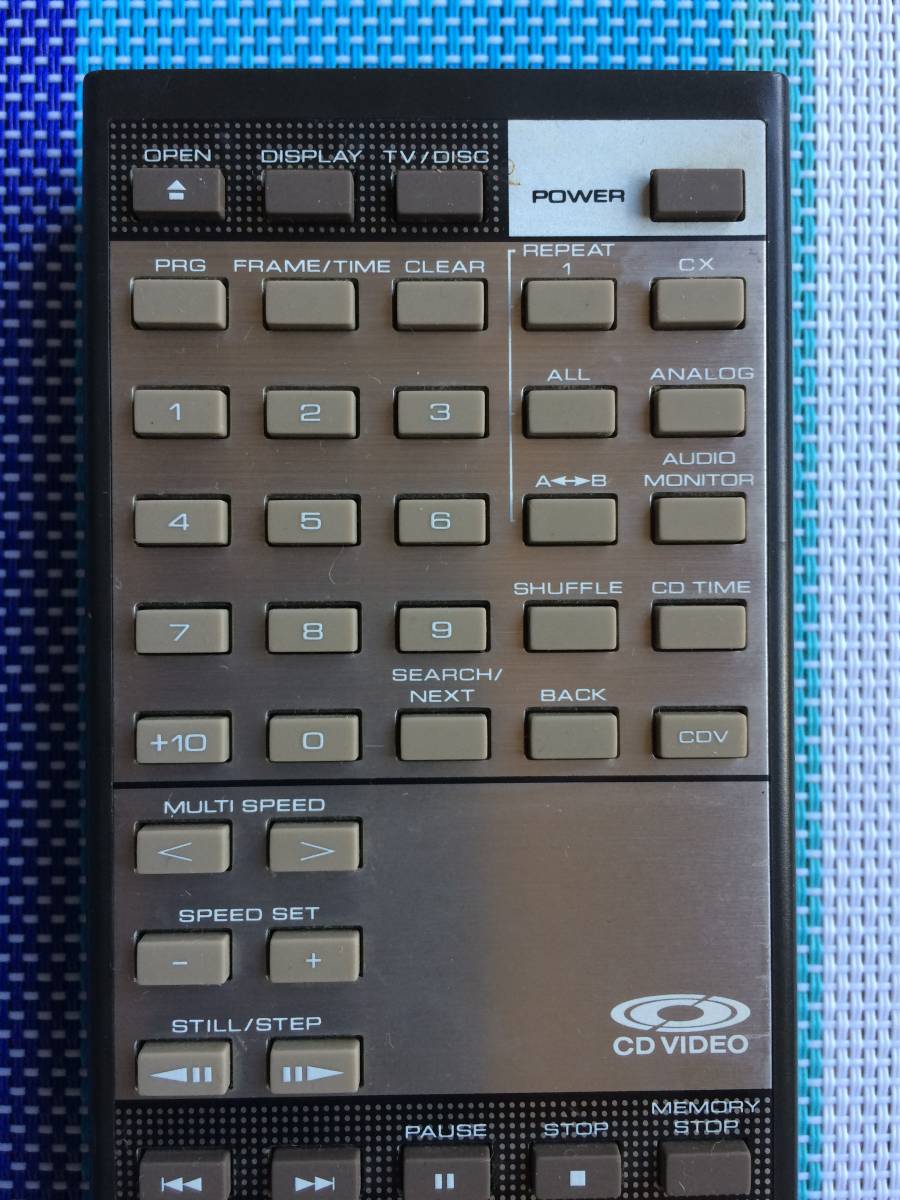 OPEN DISPLAY TV/DISC
POWER
PRG FRAME/TIME CLEAR REPEAT
1 CX
1 2 3 ALL ANALOG
4 5 6 A◄►B AUDIO
MONITOR
7 8 9 SHUFFLE CD TIME
+10 0 SEARCH/
NEXT BACK CDV
MULTI SPEED
< >
SPEED SET
- +
STILL/STEP
CD VIDEO
PAUSE STOP MEMORY
STOP